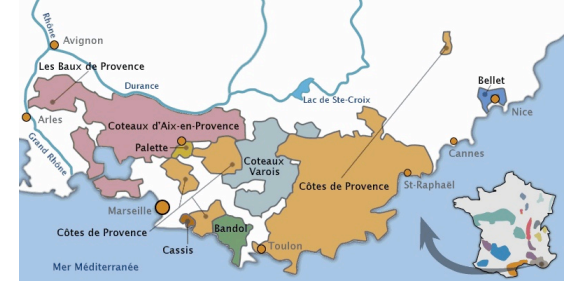 Rhône
Avignon
Les Baux de Provence
Durance
Lac de Ste-Croix
Bellet
Nice
Arles
Coteaux d'Aix-en-Provence
Grand Rhône
Palette
Cannes
Coteaux
Varois
Côtes de Provence
St-Raphaël
Marseille
Côtes de Provence
Bandol
Cassis
Toulon
Mer Méditerranée